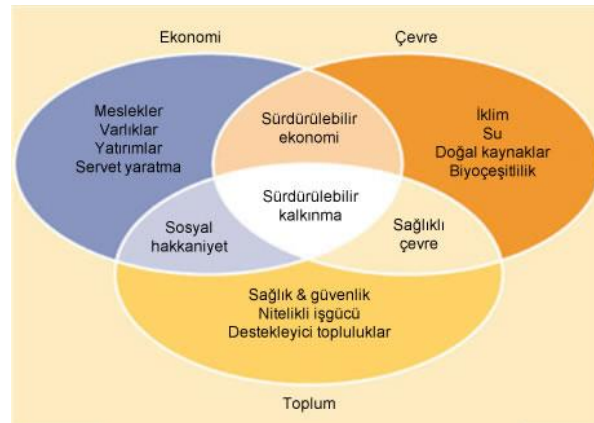 Ekonomi
Çevre
Meslekler
Varlıklar
Yatırımlar
Servet yaratma
Sürdürülebilir
ekonomi
İklim
Su
Doğal kaynaklar
Biyoçeşitlilik
Sürdürülebilir
kalkınma
Sosyal
hakkaniyet
Sağlıklı
çevre
Sağlık & güvenlik
Nitelikli işgücü
Destekleyici topluluklar
Toplum